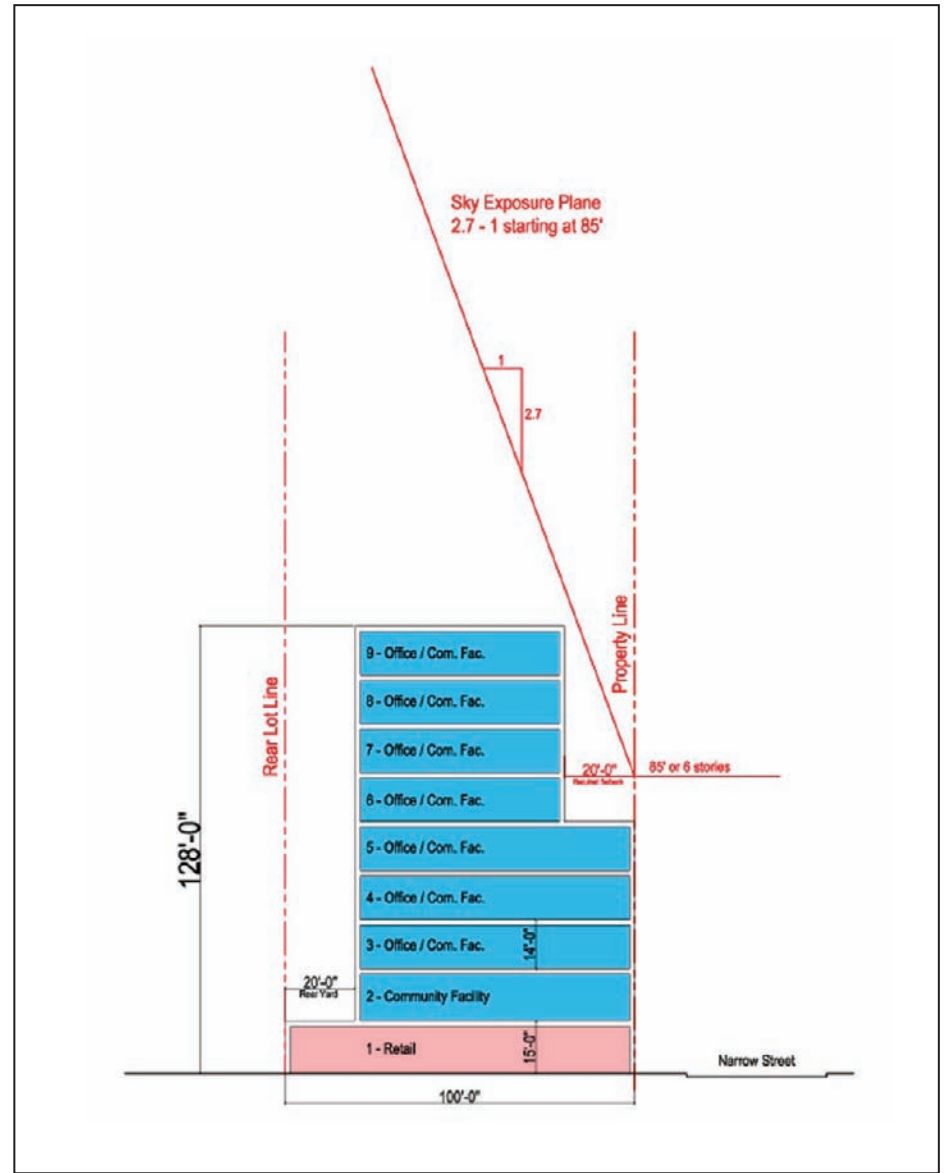 Sky Exposure Plane
2.7 - 1 starting at 85'
1
2.7
Rear Lot Line
Property Line
9 - Office / Com. Fac.
8 - Office / Com. Fac.
7 - Office / Com. Fac.
20'-0"
Required Setback
85' or 6 stories
6 - Office / Com. Fac.
128'-0"
5 - Office / Com. Fac.
4 - Office / Com. Fac.
3 - Office / Com. Fac.
14'-0"
20'-0"
Rear Yard
2 - Community Facility
1 - Retail
15'-0"
Narrow Street
100'-0"